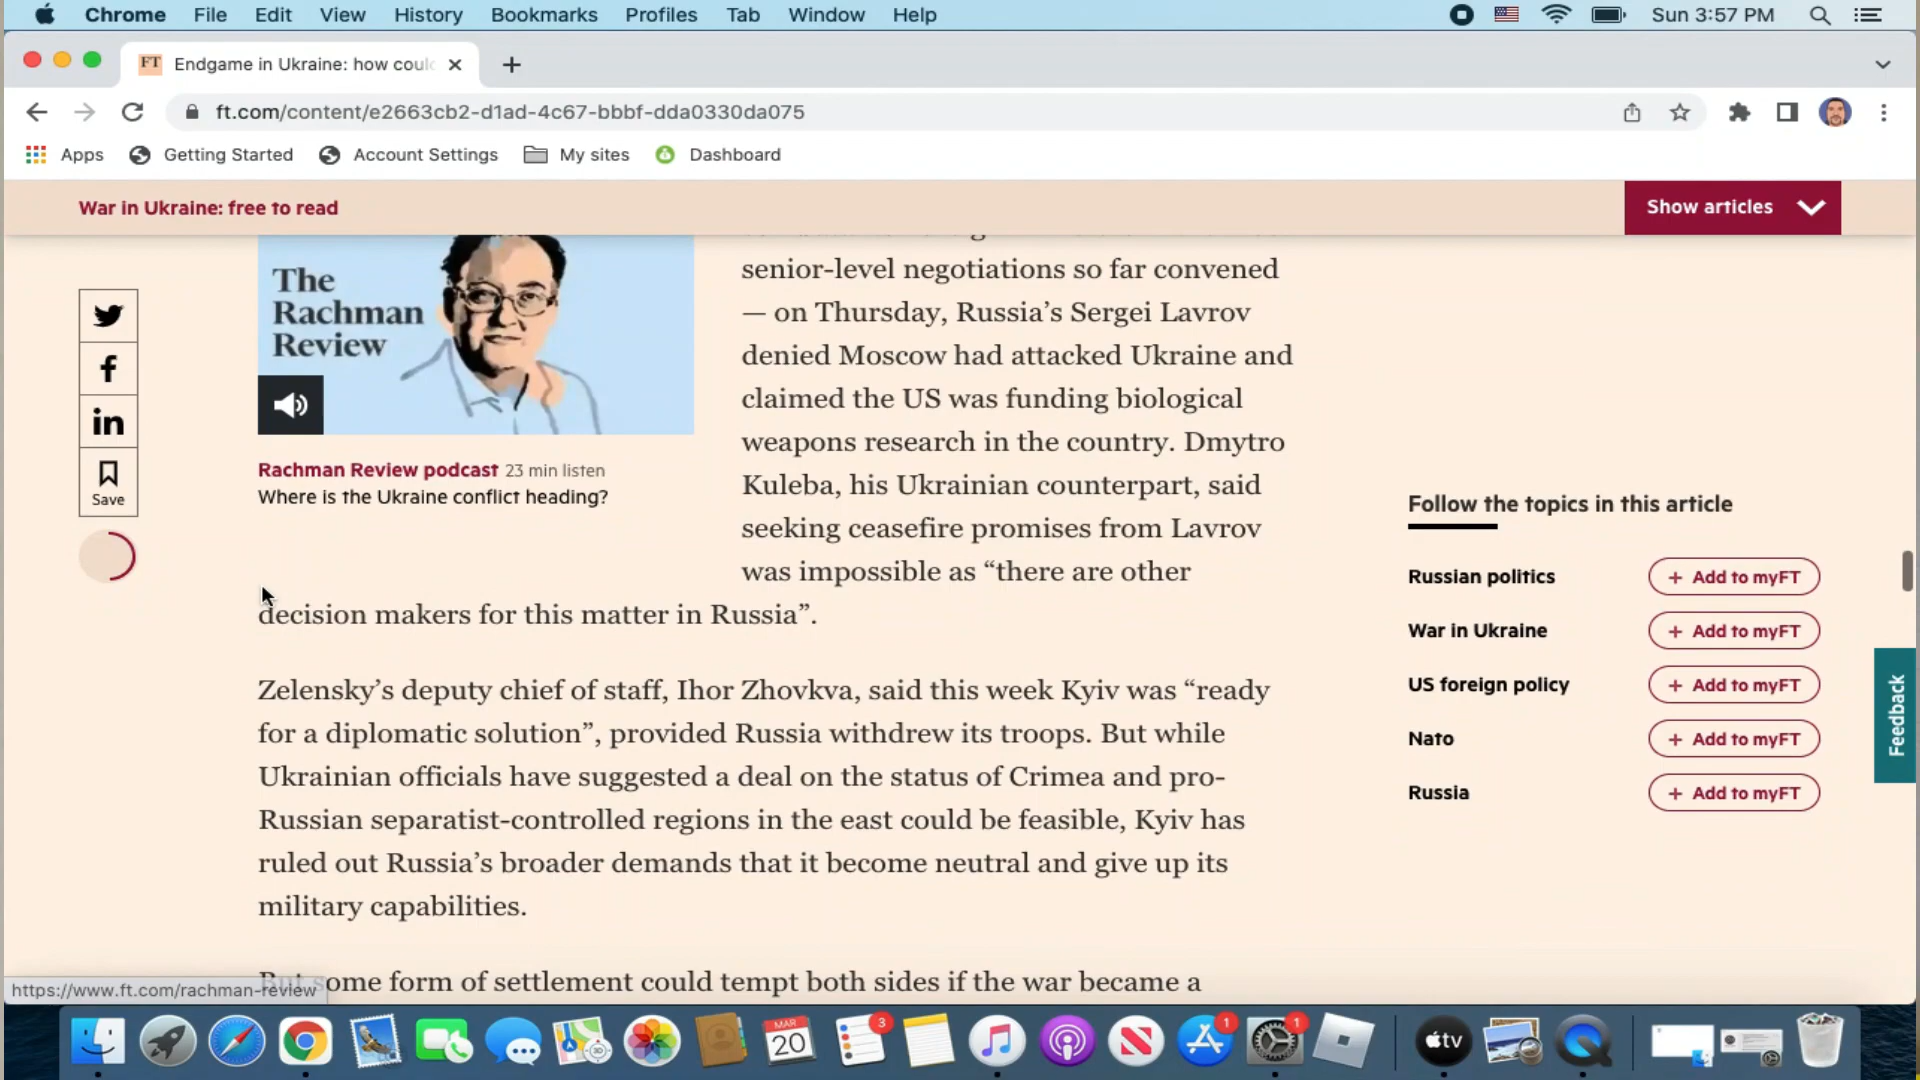 Chrome File Edit View History Bookmarks Profiles Tab Window Help Sun 3:57 PM
FT Endgame in Ukraine: how coul
ft.com/content/e2663cb2-d1ad-4c67-bbbf-dda0330da075
Apps Getting Started Account Settings My sites Dashboard
War in Ukraine: free to read
Show articles
The
Rachman
Review
Rachman Review podcast 23 min listen
Where is the Ukraine conflict heading?
senior-level negotiations so far convened
— on Thursday, Russia’s Sergei Lavrov
denied Moscow had attacked Ukraine and
claimed the US was funding biological
weapons research in the country. Dmytro
Kuleba, his Ukrainian counterpart, said
seeking ceasefire promises from Lavrov
was impossible as “there are other
decision makers for this matter in Russia”.
Zelensky’s deputy chief of staff, Ihor Zhovkva, said this week Kyiv was “ready
for a diplomatic solution”, provided Russia withdrew its troops. But while
Ukrainian officials have suggested a deal on the status of Crimea and pro-
Russian separatist-controlled regions in the east could be feasible, Kyiv has
ruled out Russia’s broader demands that it become neutral and give up its
military capabilities.
But some form of settlement could tempt both sides if the war became a
Save
Follow the topics in this article
Russian politics + Add to myFT
War in Ukraine + Add to myFT
US foreign policy + Add to myFT
Nato + Add to myFT
Russia + Add to myFT
Feedback
https://www.ft.com/rachman-review
MAR
20
3
1
1
tv